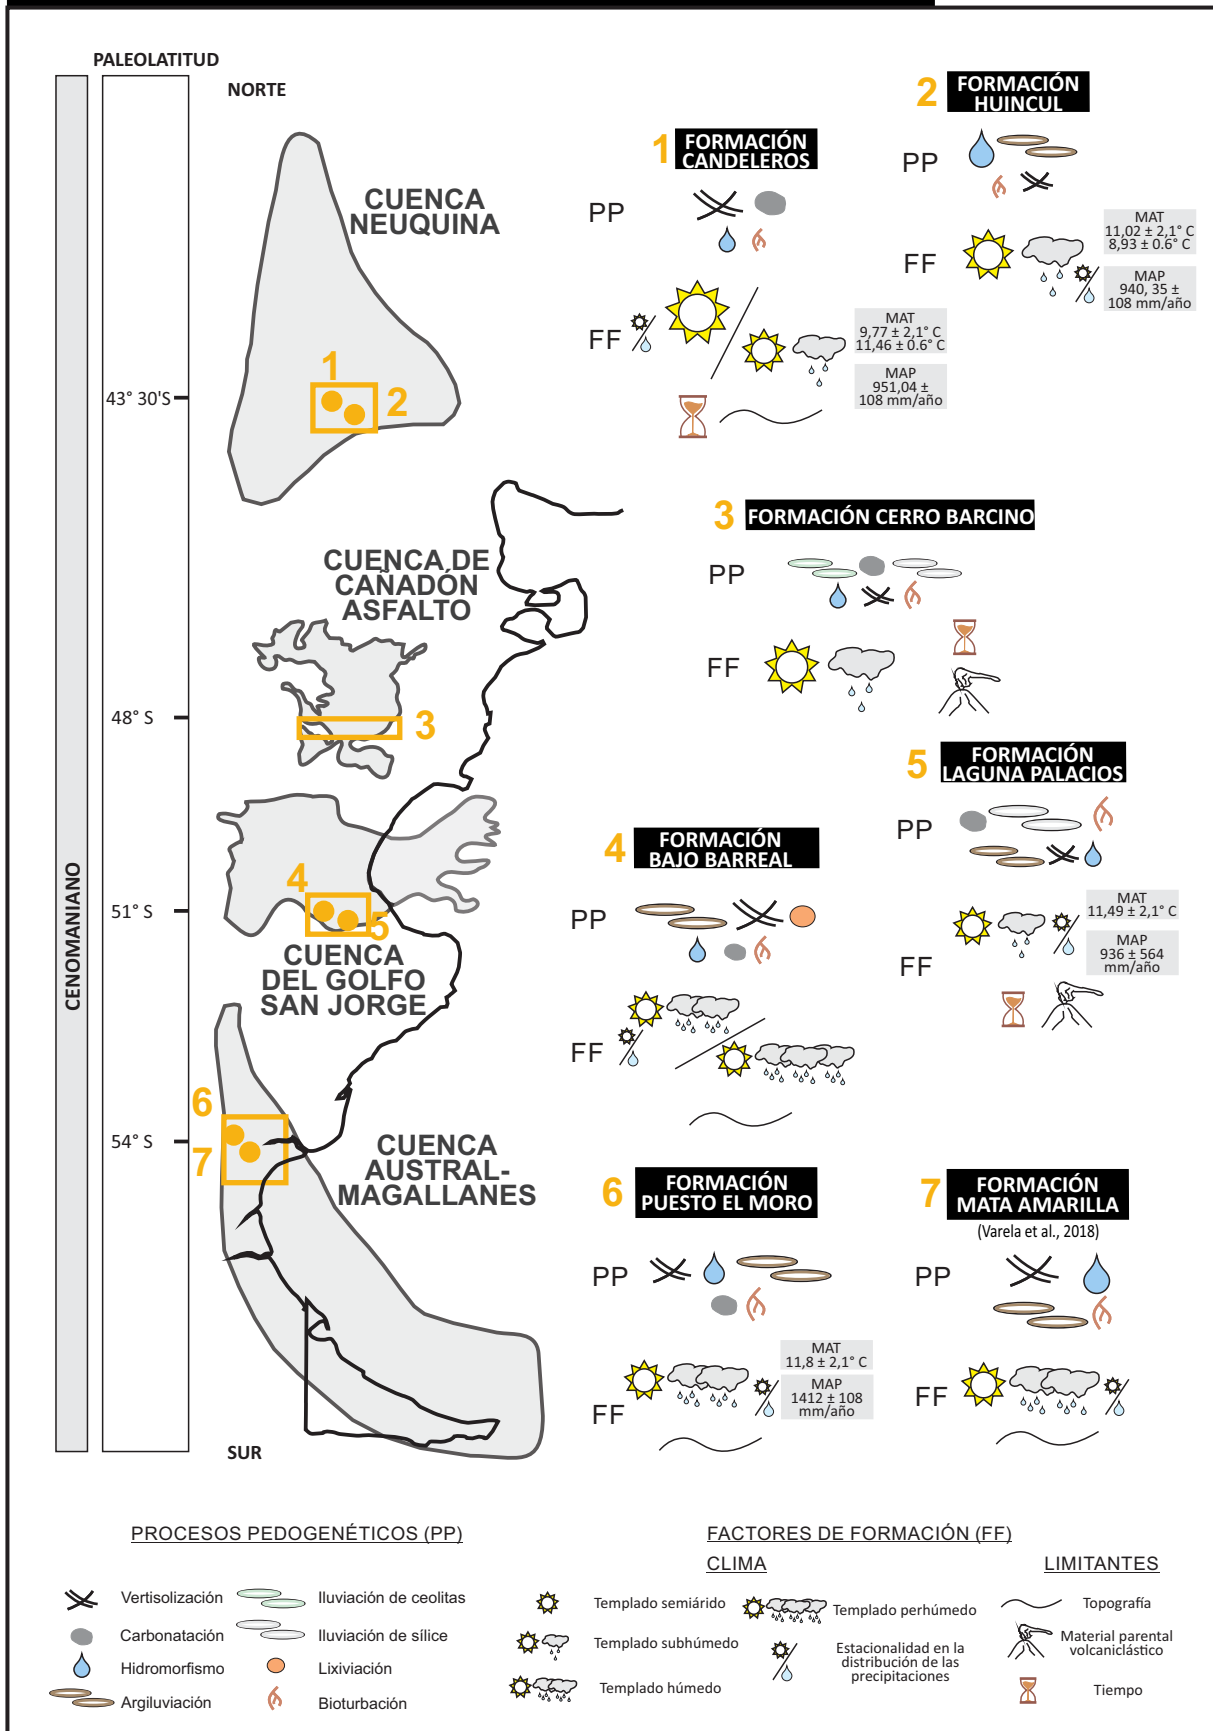 PALEOLATITUD
NORTE
CENOMANIANO
43° 30'S
48° S
51° S
54° S
SUR
CUENCA
NEUQUINA
1
2
CUENCA DE
CAÑADÓN
ASFALTO
3
4
5
CUENCA
DEL GOLFO
SAN JORGE
6
7
CUENCA
AUSTRAL-
MAGALLANES
1 FORMACIÓN
CANDELEROS
PP
FF
MAT
9,77 ± 2,1° C
11,46 ± 0.6° C
MAP
951,04 ±
108 mm/año
2 FORMACIÓN
HUINCUL
PP
FF
MAT
11,02 ± 2,1° C
8,93 ± 0.6° C
MAP
940, 35 ±
108 mm/año
3 FORMACIÓN CERRO BARCINO
PP
FF
4 FORMACIÓN
BAJO BARREAL
PP
FF
5 FORMACIÓN
LAGUNA PALACIOS
PP
FF
MAT
11,49 ± 2,1° C
MAP
936 ± 564
mm/año
6 FORMACIÓN
PUESTO EL MORO
PP
FF
MAT
11,8 ± 2,1° C
MAP
1412 ± 108
mm/año
7 FORMACIÓN
MATA AMARILLA
(Varela et al., 2018)
PP
FF
PROCESOS PEDOGENÉTICOS (PP)
Vertisolización
Carbonatación
Hidromorfismo
Argiluviación
Iluviación de ceolitas
Iluviación de sílice
Lixiviación
Bioturbación
FACTORES DE FORMACIÓN (FF)
CLIMA
Templado semiárido
Templado subhúmedo
Templado húmedo
Templado perhúmedo
Estacionalidad en la
distribución de las
precipitaciones
LIMITANTES
Topografía
Material parental
volcaniclástico
Tiempo